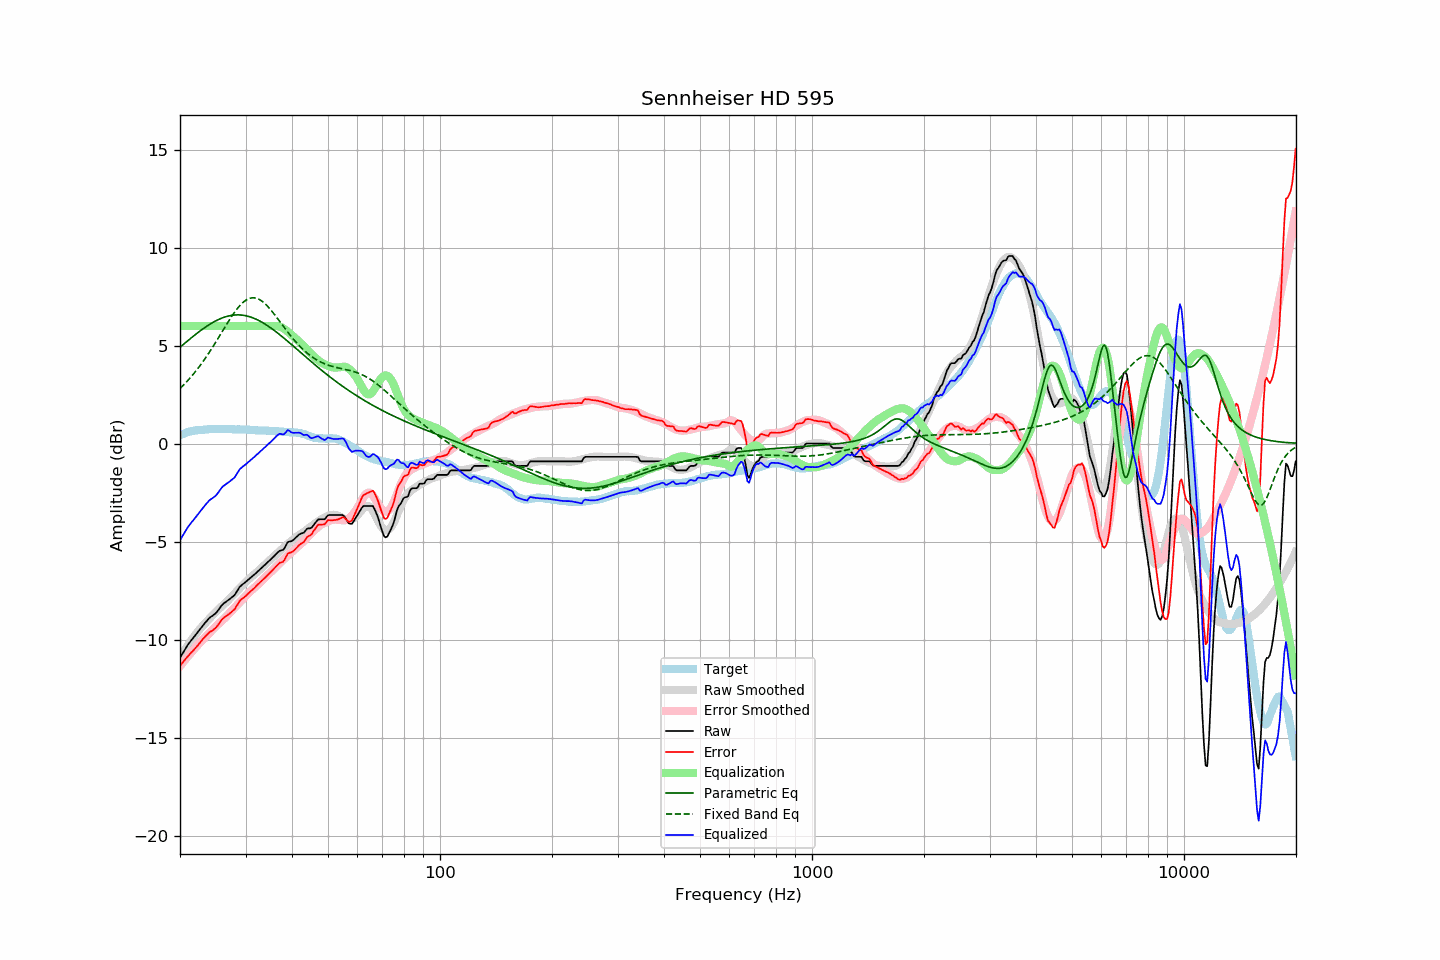 Sennheiser HD 595
15
10
5
0
−5
−10
−15
−20
Amplitude (dBr)
Target
Raw Smoothed
Error Smoothed
Raw
Error
Equalization
Parametric Eq
Fixed Band Eq
Equalized
100 1000 10000
Frequency (Hz)